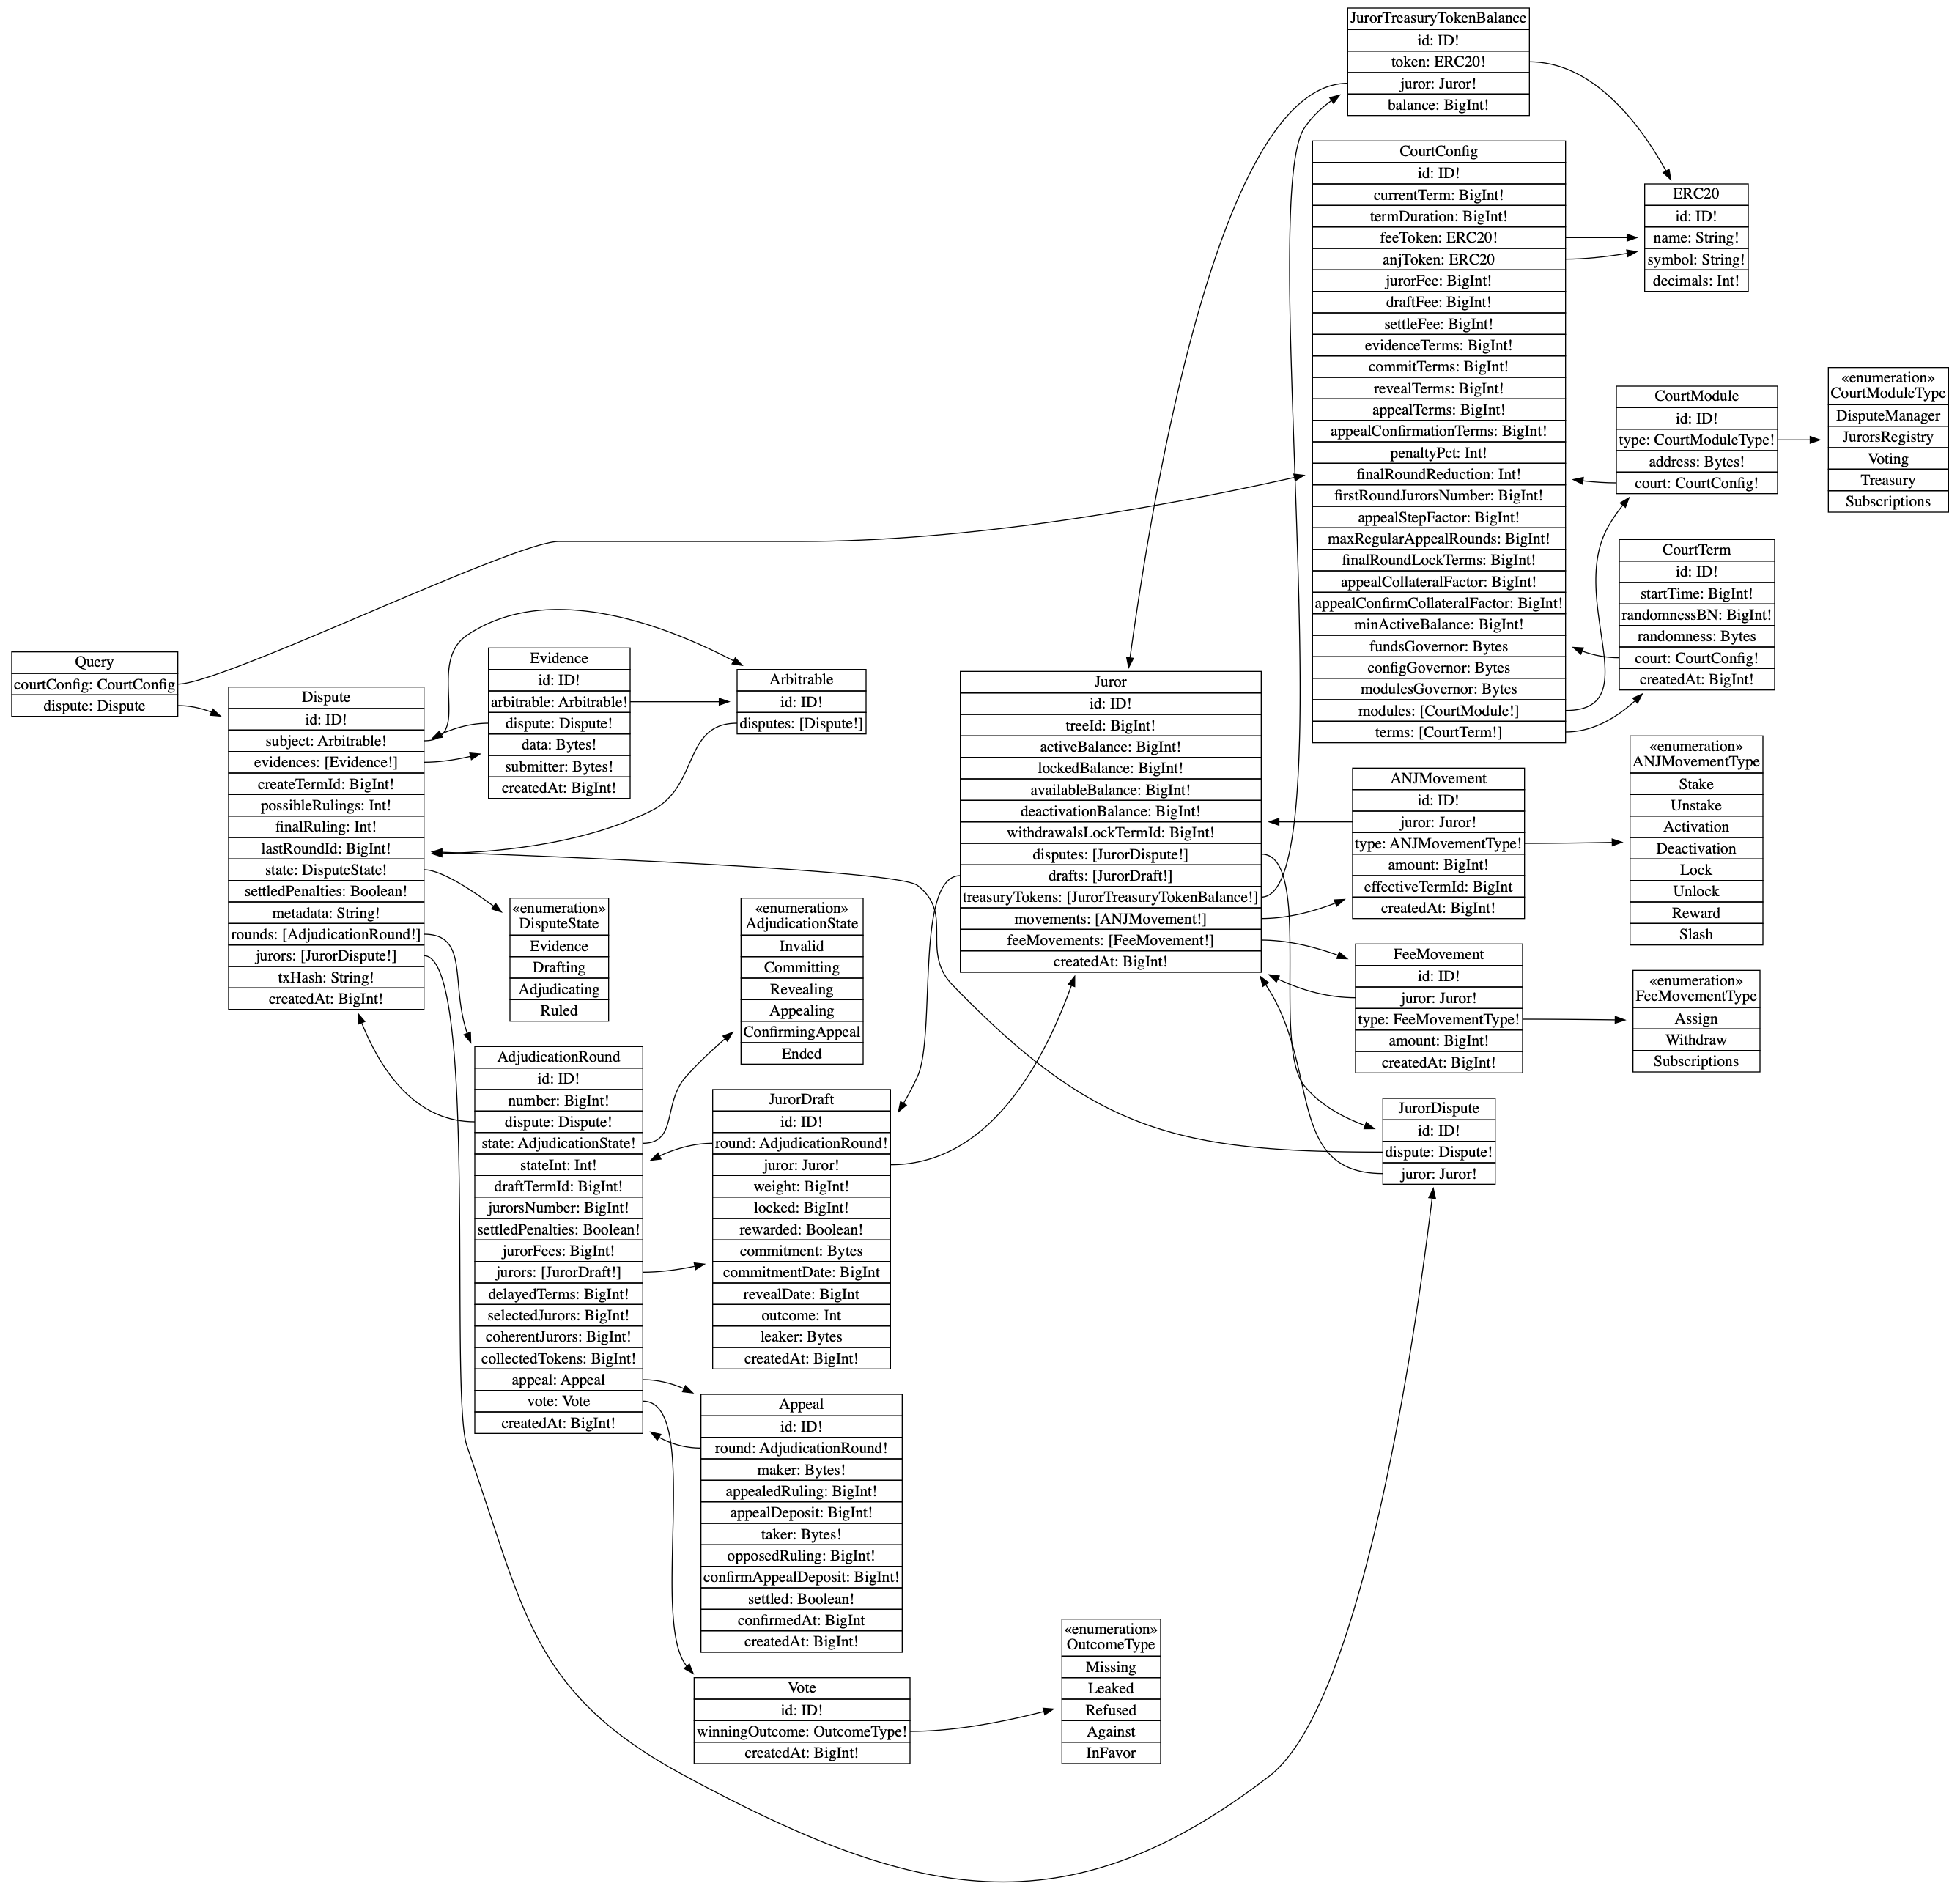 JurorTreasuryTokenBalance
id: ID!
token: ERC20!
juror: Juror!
balance: BigInt!
CourtConfig
id: ID!
currentTerm: BigInt!
termDuration: BigInt!
feeToken: ERC20!
anjToken: ERC20
jurorFee: BigInt!
draftFee: BigInt!
settleFee: BigInt!
evidenceTerms: BigInt!
commitTerms: BigInt!
revealTerms: BigInt!
appealTerms: BigInt!
appealConfirmationTerms: BigInt!
penaltyPct: Int!
finalRoundReduction: Int!
firstRoundJurorsNumber: BigInt!
appealStepFactor: BigInt!
maxRegularAppealRounds: BigInt!
finalRoundLockTerms: BigInt!
appealCollateralFactor: BigInt!
appealConfirmCollateralFactor: BigInt!
minActiveBalance: BigInt!
fundsGovernor: Bytes
configGovernor: Bytes
modulesGovernor: Bytes
modules: [CourtModule!]
terms: [CourtTerm!]
ERC20
id: ID!
name: String!
symbol: String!
decimals: Int!
CourtModule
id: ID!
type: CourtModuleType!
address: Bytes!
court: CourtConfig!
«enumeration»
CourtModuleType
DisputeManager
JurorsRegistry
Voting
Treasury
Subscriptions
CourtTerm
id: ID!
startTime: BigInt!
randomnessBN: BigInt!
randomness: Bytes
court: CourtConfig!
createdAt: BigInt!
Query
courtConfig: CourtConfig
dispute: Dispute
Dispute
id: ID!
subject: Arbitrable!
evidences: [Evidence!]
createTermId: BigInt!
possibleRulings: Int!
finalRuling: Int!
lastRoundId: BigInt!
state: DisputeState!
settledPenalties: Boolean!
metadata: String!
rounds: [AdjudicationRound!]
jurors: [JurorDispute!]
txHash: String!
createdAt: BigInt!
Evidence
id: ID!
arbitrable: Arbitrable!
dispute: Dispute!
data: Bytes!
submitter: Bytes!
createdAt: BigInt!
Arbitrable
id: ID!
disputes: [Dispute!]
Juror
id: ID!
treeId: BigInt!
activeBalance: BigInt!
lockedBalance: BigInt!
availableBalance: BigInt!
deactivationBalance: BigInt!
withdrawalsLockTermId: BigInt!
disputes: [JurorDispute!]
drafts: [JurorDraft!]
treasuryTokens: [JurorTreasuryTokenBalance!]
movements: [ANJMovement!]
feeMovements: [FeeMovement!]
createdAt: BigInt!
ANJMovement
id: ID!
juror: Juror!
type: ANJMovementType!
amount: BigInt!
effectiveTermId: BigInt
createdAt: BigInt!
«enumeration»
ANJMovementType
Stake
Unstake
Activation
Deactivation
Lock
Unlock
Reward
Slash
«enumeration»
DisputeState
Evidence
Drafting
Adjudicating
Ruled
«enumeration»
AdjudicationState
Invalid
Committing
Revealing
Appealing
ConfirmingAppeal
Ended
FeeMovement
id: ID!
juror: Juror!
type: FeeMovementType!
amount: BigInt!
createdAt: BigInt!
«enumeration»
FeeMovementType
Assign
Withdraw
Subscriptions
AdjudicationRound
id: ID!
number: BigInt!
dispute: Dispute!
state: AdjudicationState!
stateInt: Int!
draftTermId: BigInt!
jurorsNumber: BigInt!
settledPenalties: Boolean!
jurorFees: BigInt!
jurors: [JurorDraft!]
delayedTerms: BigInt!
selectedJurors: BigInt!
coherentJurors: BigInt!
collectedTokens: BigInt!
appeal: Appeal
vote: Vote
createdAt: BigInt!
JurorDraft
id: ID!
round: AdjudicationRound!
juror: Juror!
weight: BigInt!
locked: BigInt!
rewarded: Boolean!
commitment: Bytes
commitmentDate: BigInt
revealDate: BigInt
outcome: Int
leaker: Bytes
createdAt: BigInt!
JurorDispute
id: ID!
dispute: Dispute!
juror: Juror!
Appeal
id: ID!
round: AdjudicationRound!
maker: Bytes!
appealedRuling: BigInt!
appealDeposit: BigInt!
taker: Bytes!
opposedRuling: BigInt!
confirmAppealDeposit: BigInt!
settled: Boolean!
confirmedAt: BigInt
createdAt: BigInt!
Vote
id: ID!
winningOutcome: OutcomeType!
createdAt: BigInt!
«enumeration»
OutcomeType
Missing
Leaked
Refused
Against
InFavor